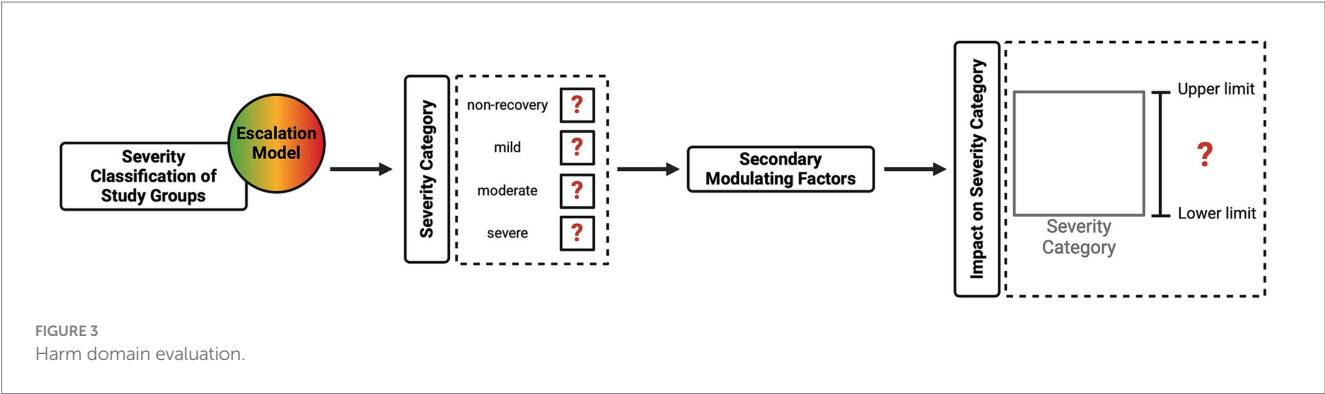 Severity
Classification of
Study Groups
Escalation
Model
Severity Category
non-recovery
?
mild
?
moderate
?
severe
?
Secondary
Modulating Factors
Impact on Severity Category
Severity
Category
Upper limit
?
Lower limit
FIGURE 3
Harm domain evaluation.